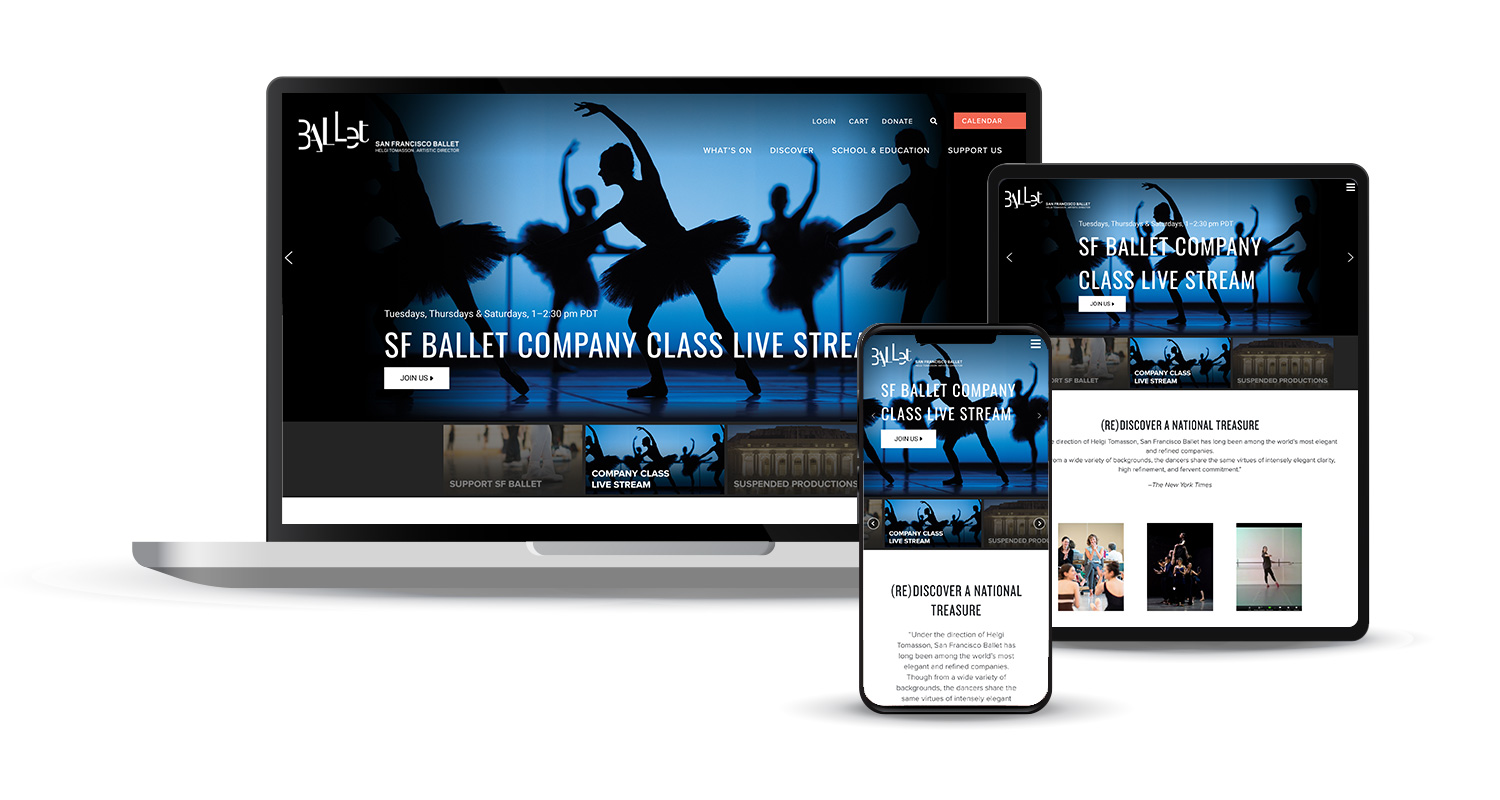 BALLet
SAN FRANCISCO BALLET
HELGI TOMASSON, ARTISTIC DIRECTOR
LOGIN CART DONATE CALENDAR
WHAT'S ON DISCOVER SCHOOL & EDUCATION SUPPORT US
Tuesdays, Thursdays & Saturdays, 1–2:30 pm PDT
SF BALLET COMPANY CLASS LIVE STREA
JOIN US
SUPPORT SF BALLET
COMPANY CLASS
LIVE STREAM
SUSPENDED PRODUCTIONS
BALLet
SAN FRANCISCO BALLET
HELGI TOMASSON, ARTISTIC DIRECTOR
Tuesdays, Thursdays & Saturdays, 1–2:30 pm PDT
SF BALLET COMPANY
CLASS LIVE STREAM
JOIN US
RT SF BALLET
COMPANY CLASS
LIVE STREAM
SUSPENDED PRODUCTIONS
(RE)DISCOVER A NATIONAL TREASURE
e direction of Helgi Tomasson, San Francisco Ballet has long been among the world's most elegant
and refined companies.
rom a wide variety of backgrounds, the dancers share the same virtues of intensely elegant clarity,
high refinement, and fervent commitment."
–The New York Times
BALLet
SAN FRANCISCO BALLET
SF BALLET COMPANY
CLASS LIVE STREAM
JOIN US
COMPANY CLASS
LIVE STREAM
SUSPENDED PRODU
(RE)DISCOVER A NATIONAL
TREASURE
"Under the direction of Helgi
Tomasson, San Francisco Ballet has
long been among the world's most
elegant and refined companies.
Though from a wide variety of
backgrounds, the dancers share the
same virtues of intensely elegant